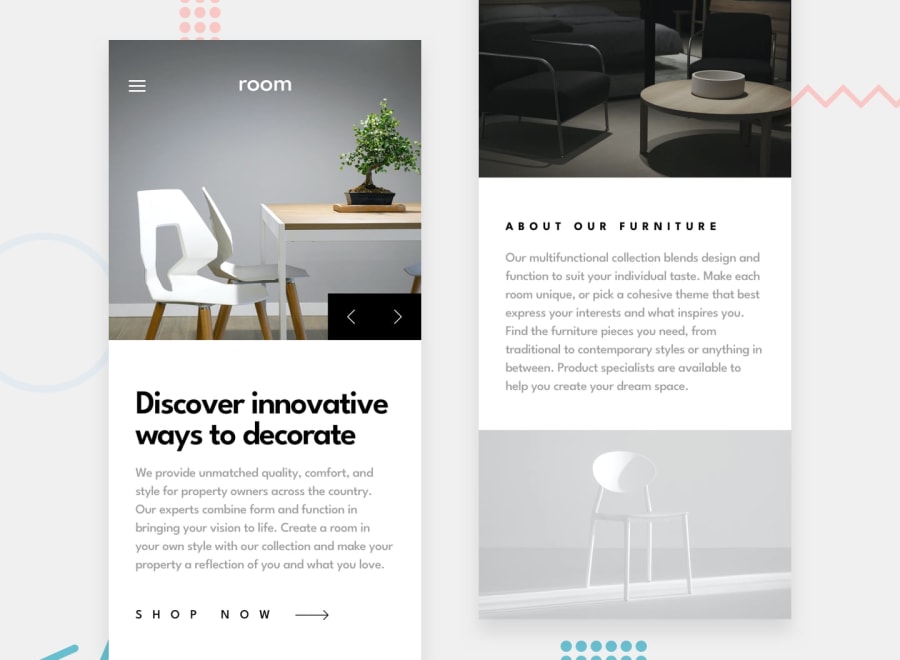 room
Discover innovative
ways to decorate
We provide unmatched quality, comfort, and
style for property owners across the country.
Our experts combine form and function in
bringing your vision to life. Create a room in
your own style with our collection and make your
property a reflection of you and what you love.
SHOP NOW
ABOUT OUR FURNITURE
Our multifunctional collection blends design and
function to suit your individual taste. Make each
room unique, or pick a cohesive theme that best
express your interests and what inspires you.
Find the furniture pieces you need, from
traditional to contemporary styles or anything in
between. Product specialists are available to
help you create your dream space.